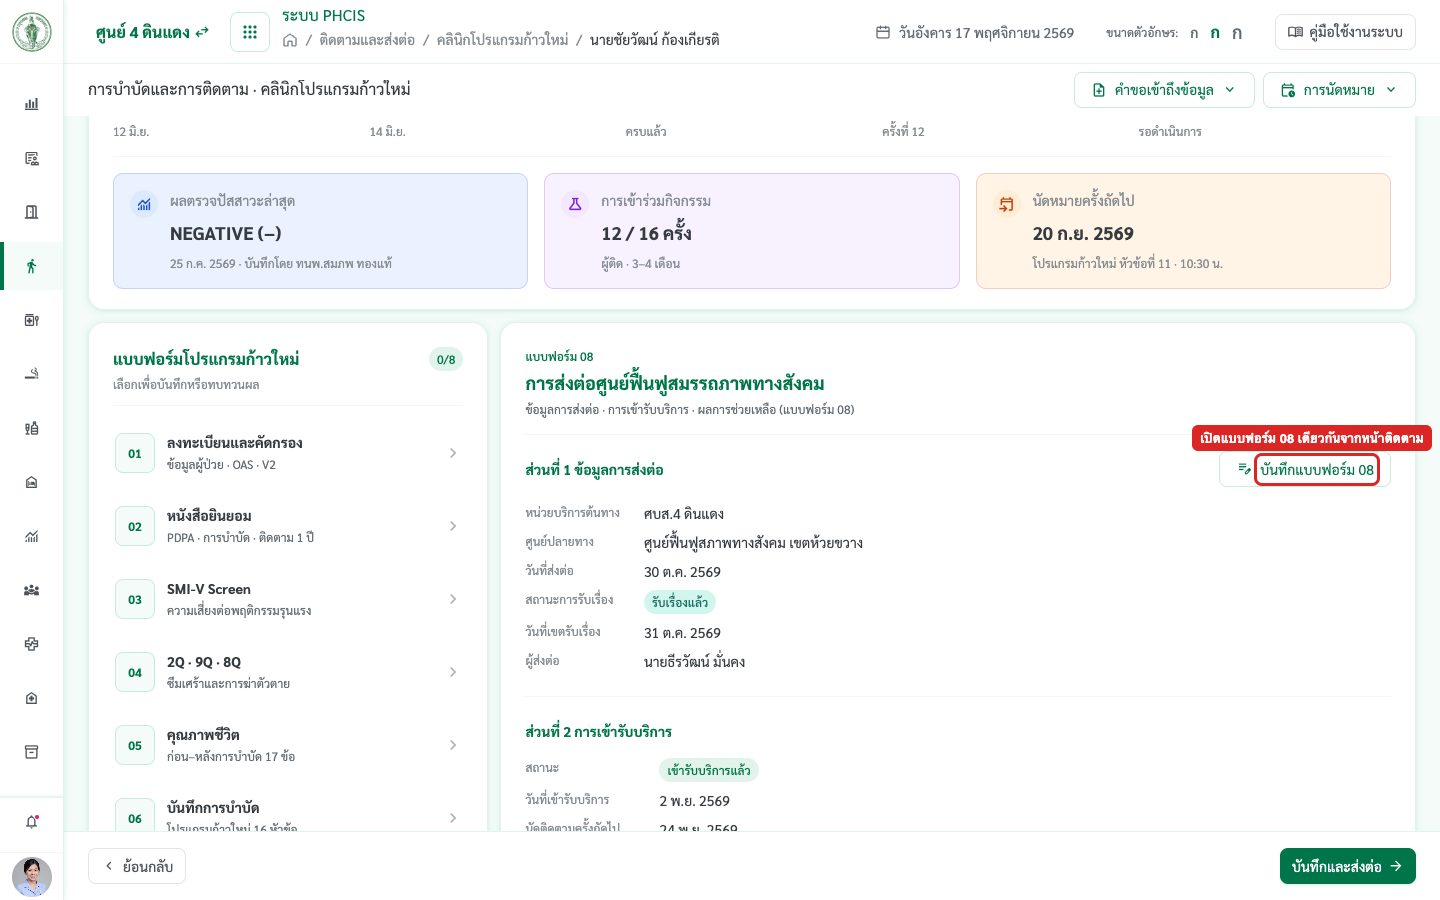 ศูนย์ 4 ดินแดง
ระบบ PHCIS
/ ติดตามและส่งต่อ / คลินิกโปรแกรมก้าวใหม่ / นายชัยวัฒน์ ก้องเกียรติ
วันอังคาร 17 พฤศจิกายน 2569
ขนาดตัวอักษร: ก ก ก
คู่มือใช้งานระบบ
การบำบัดและการติดตาม · คลินิกโปรแกรมก้าวใหม่
คำขอเข้าถึงข้อมูล
การนัดหมาย
12 มิ.ย.
14 มิ.ย.
ครบแล้ว
ครั้งที่ 12
รอดำเนินการ
ผลตรวจปัสสาวะล่าสุด
NEGATIVE (–)
25 ก.ค. 2569 · บันทึกโดย ทนพ.สมภพ ทองแท้
การเข้าร่วมกิจกรรม
12 / 16 ครั้ง
ผู้ติด · 3–4 เดือน
นัดหมายครั้งถัดไป
20 ก.ย. 2569
โปรแกรมก้าวใหม่ หัวข้อที่ 11 · 10:30 น.
แบบฟอร์มโปรแกรมก้าวใหม่
0/8
เลือกเพื่อบันทึกหรือทบทวนผล
01
ลงทะเบียนและคัดกรอง
ข้อมูลผู้ป่วย · OAS · V2
02
หนังสือยินยอม
PDPA · การบำบัด · ติดตาม 1 ปี
03
SMI-V Screen
ความเสี่ยงต่อพฤติกรรมรุนแรง
04
2Q · 9Q · 8Q
ซึมเศร้าและการฆ่าตัวตาย
05
คุณภาพชีวิต
ก่อน–หลังการบำบัด 17 ข้อ
06
บันทึกการบำบัด
โปรแกรมก้าวใหม่ 16 หัวข้อ
แบบฟอร์ม 08
การส่งต่อศูนย์ฟื้นฟูสมรรถภาพทางสังคม
ข้อมูลการส่งต่อ · การเข้ารับบริการ · ผลการช่วยเหลือ (แบบฟอร์ม 08)
เปิดแบบฟอร์ม 08 เดียวกันจากหน้าติดตาม
ส่วนที่ 1 ข้อมูลการส่งต่อ
บันทึกแบบฟอร์ม 08
หน่วยบริการต้นทาง ศบส.4 ดินแดง
ศูนย์ปลายทาง ศูนย์ฟื้นฟูสภาพทางสังคม เขตห้วยขวาง
วันที่ส่งต่อ 30 ต.ค. 2569
สถานะการรับเรื่อง รับเรื่องแล้ว
วันที่เขตรับเรื่อง 31 ต.ค. 2569
ผู้ส่งต่อ นายธีรวัฒน์ มั่นคง
ส่วนที่ 2 การเข้ารับบริการ
สถานะ เข้ารับบริการแล้ว
วันที่เข้ารับบริการ 2 พ.ย. 2569
นัดติดตามครั้งถัดไป 24 พ.ย. 2569
ย้อนกลับ
บันทึกและส่งต่อ